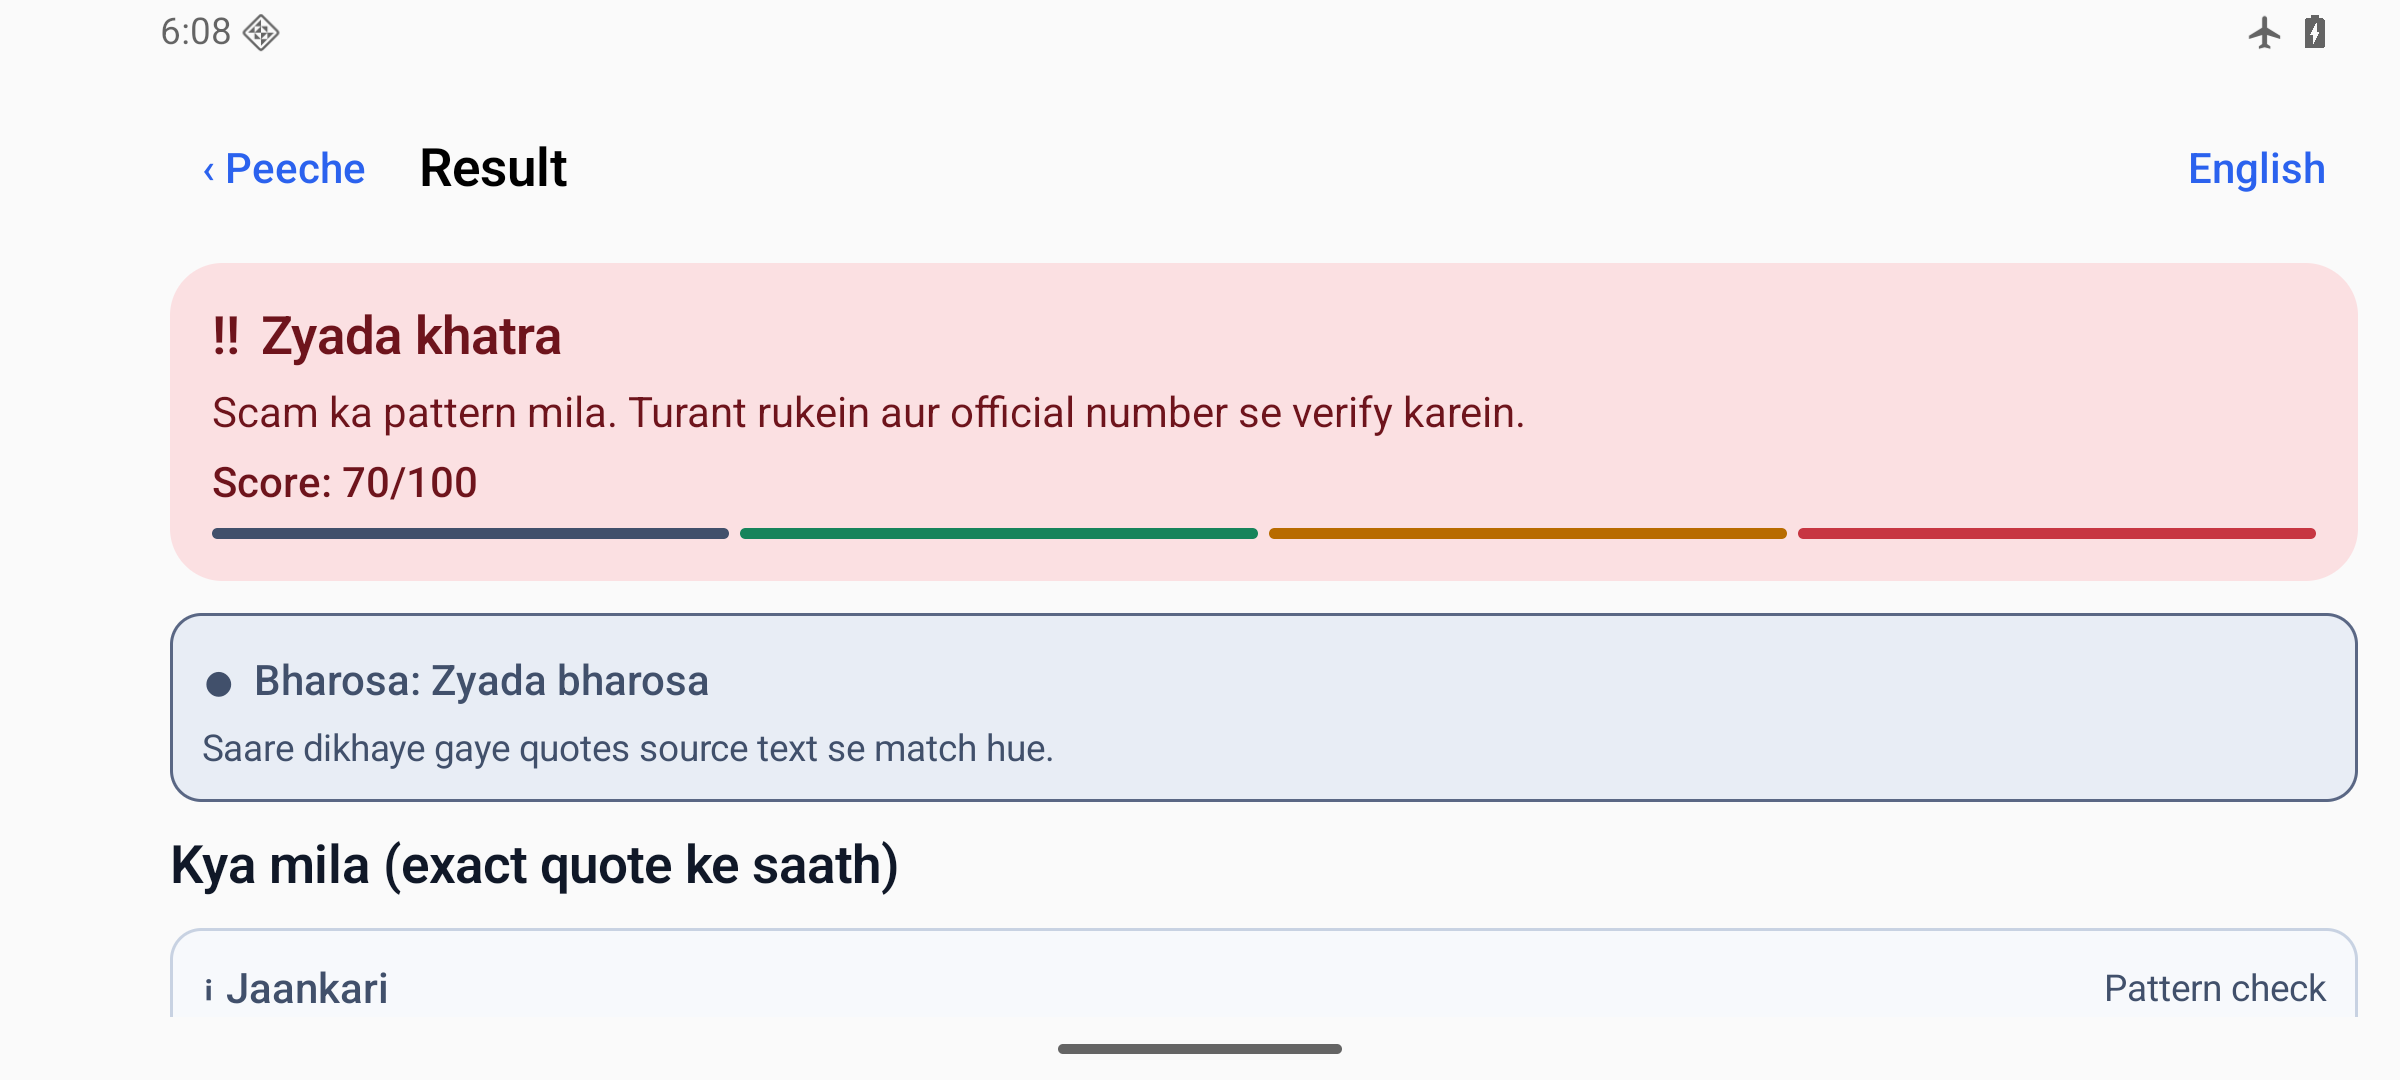 6:08
‹ Peeche
Result
English
!! Zyada khatra
Scam ka pattern mila. Turant rukein aur official number se verify karein.
Score: 70/100
Bharosa: Zyada bharosa
Saare dikhaye gaye quotes source text se match hue.
Kya mila (exact quote ke saath)
i Jaankari
Pattern check